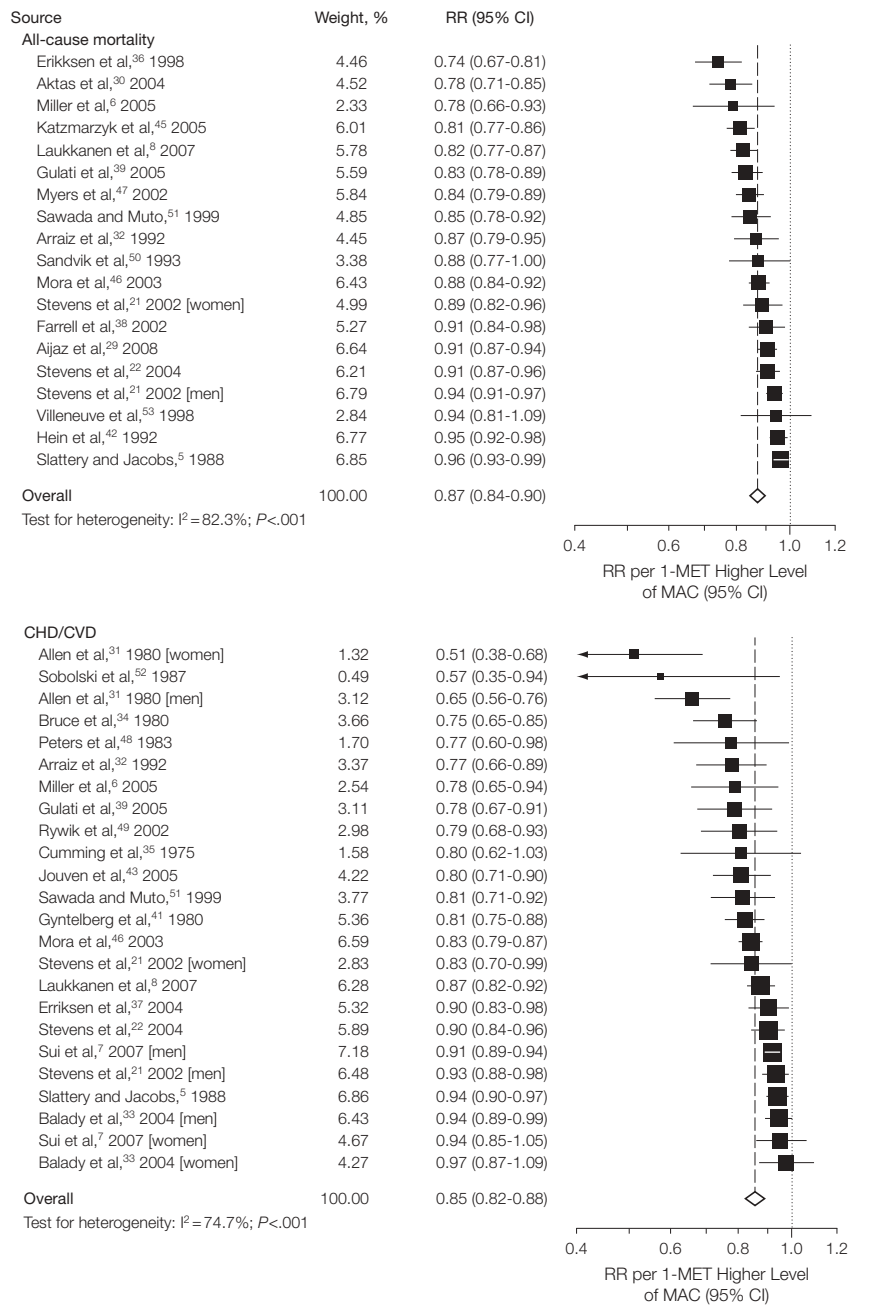 Source Weight, % RR (95% CI)
All-cause mortality
Erikksen et al,³⁶ 1998 4.46 0.74 (0.67-0.81)
Aktas et al,³⁰ 2004 4.52 0.78 (0.71-0.85)
Miller et al,⁶ 2005 2.33 0.78 (0.66-0.93)
Katzmarzyk et al,⁴⁵ 2005 6.01 0.81 (0.77-0.86)
Laukkanen et al,⁸ 2007 5.78 0.82 (0.77-0.87)
Gulati et al,³⁹ 2005 5.59 0.83 (0.78-0.89)
Myers et al,⁴⁷ 2002 5.84 0.84 (0.79-0.89)
Sawada and Muto,⁵¹ 1999 4.85 0.85 (0.78-0.92)
Arraiz et al,³² 1992 4.45 0.87 (0.79-0.95)
Sandvik et al,⁵⁰ 1993 3.38 0.88 (0.77-1.00)
Mora et al,⁴⁶ 2003 6.43 0.88 (0.84-0.92)
Stevens et al,²¹ 2002 [women] 4.99 0.89 (0.82-0.96)
Farrell et al,³⁸ 2002 5.27 0.91 (0.84-0.98)
Aijaz et al,²⁹ 2008 6.64 0.91 (0.87-0.94)
Stevens et al,²² 2004 6.21 0.91 (0.87-0.96)
Stevens et al,²¹ 2002 [men] 6.79 0.94 (0.91-0.97)
Villeneuve et al,⁵³ 1998 2.84 0.94 (0.81-1.09)
Hein et al,⁴² 1992 6.77 0.95 (0.92-0.98)
Slattery and Jacobs,⁵ 1988 6.85 0.96 (0.93-0.99)
Overall 100.00 0.87 (0.84-0.90)
Test for heterogeneity: I²=82.3%; P<.001
0.4 0.6 0.8 1.0 1.2
RR per 1-MET Higher Level
of MAC (95% CI)
CHD/CVD
Allen et al,³¹ 1980 [women] 1.32 0.51 (0.38-0.68)
Sobolski et al,⁵² 1987 0.49 0.57 (0.35-0.94)
Allen et al,³¹ 1980 [men] 3.12 0.65 (0.56-0.76)
Bruce et al,³⁴ 1980 3.66 0.75 (0.65-0.85)
Peters et al,⁴⁸ 1983 1.70 0.77 (0.60-0.98)
Arraiz et al,³² 1992 3.37 0.77 (0.66-0.89)
Miller et al,⁶ 2005 2.54 0.78 (0.65-0.94)
Gulati et al,³⁹ 2005 3.11 0.78 (0.67-0.91)
Rywik et al,⁴⁹ 2002 2.98 0.79 (0.68-0.93)
Cumming et al,³⁵ 1975 1.58 0.80 (0.62-1.03)
Jouven et al,⁴³ 2005 4.22 0.80 (0.71-0.90)
Sawada and Muto,⁵¹ 1999 3.77 0.81 (0.71-0.92)
Gyntelberg et al,⁴¹ 1980 5.36 0.81 (0.75-0.88)
Mora et al,⁴⁶ 2003 6.59 0.83 (0.79-0.87)
Stevens et al,²¹ 2002 [women] 2.83 0.83 (0.70-0.99)
Laukkanen et al,⁸ 2007 6.28 0.87 (0.82-0.92)
Erriksen et al,³⁷ 2004 5.32 0.90 (0.83-0.98)
Stevens et al,²² 2004 5.89 0.90 (0.84-0.96)
Sui et al,⁷ 2007 [men] 7.18 0.91 (0.89-0.94)
Stevens et al,²¹ 2002 [men] 6.48 0.93 (0.88-0.98)
Slattery and Jacobs,⁵ 1988 6.86 0.94 (0.90-0.97)
Balady et al,³³ 2004 [men] 6.43 0.94 (0.89-0.99)
Sui et al,⁷ 2007 [women] 4.67 0.94 (0.85-1.05)
Balady et al,³³ 2004 [women] 4.27 0.97 (0.87-1.09)
Overall 100.00 0.85 (0.82-0.88)
Test for heterogeneity: I²=74.7%; P<.001
0.4 0.6 0.8 1.0 1.2
RR per 1-MET Higher Level
of MAC (95% CI)